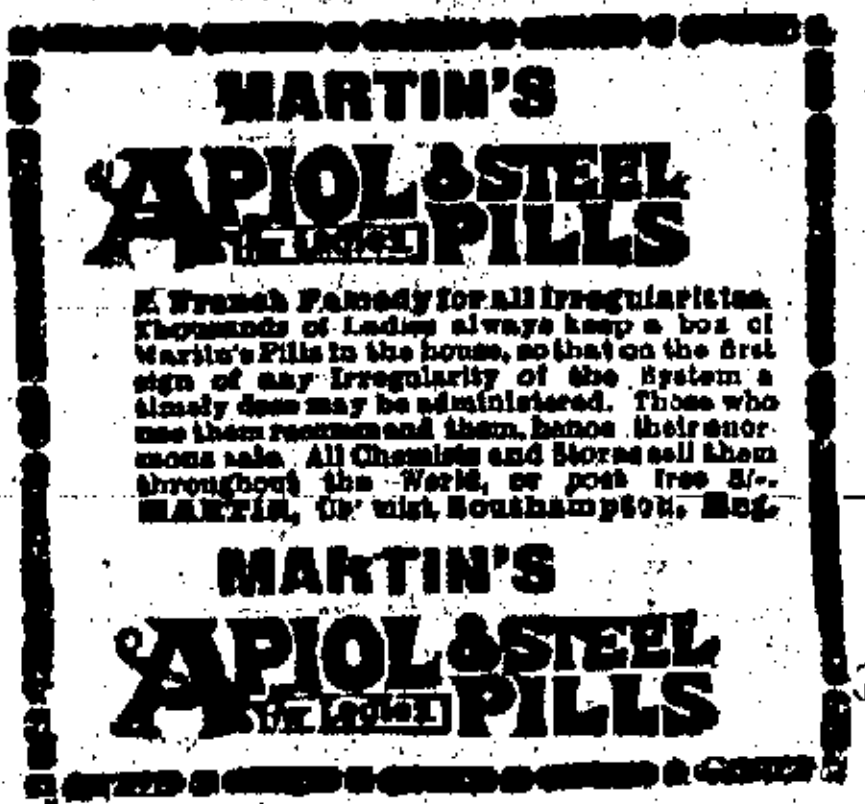 MARTIN'S
APIOL & STEEL
for Ladies PILLS
A French Remedy for all Irregularities.
Thousands of Ladies always keep a box of
Martin's Pills in the house, so that on the first
sign of any Irregularity of the System a
timely dose may be administered. Those who
use them recommend them, hence their enor-
mous sale. All Chemists and Stores sell them
throughout the World, or post free 5/-.
MARTIN, Southampton, Eng.
MARTIN'S
APIOL & STEEL
for Ladies PILLS